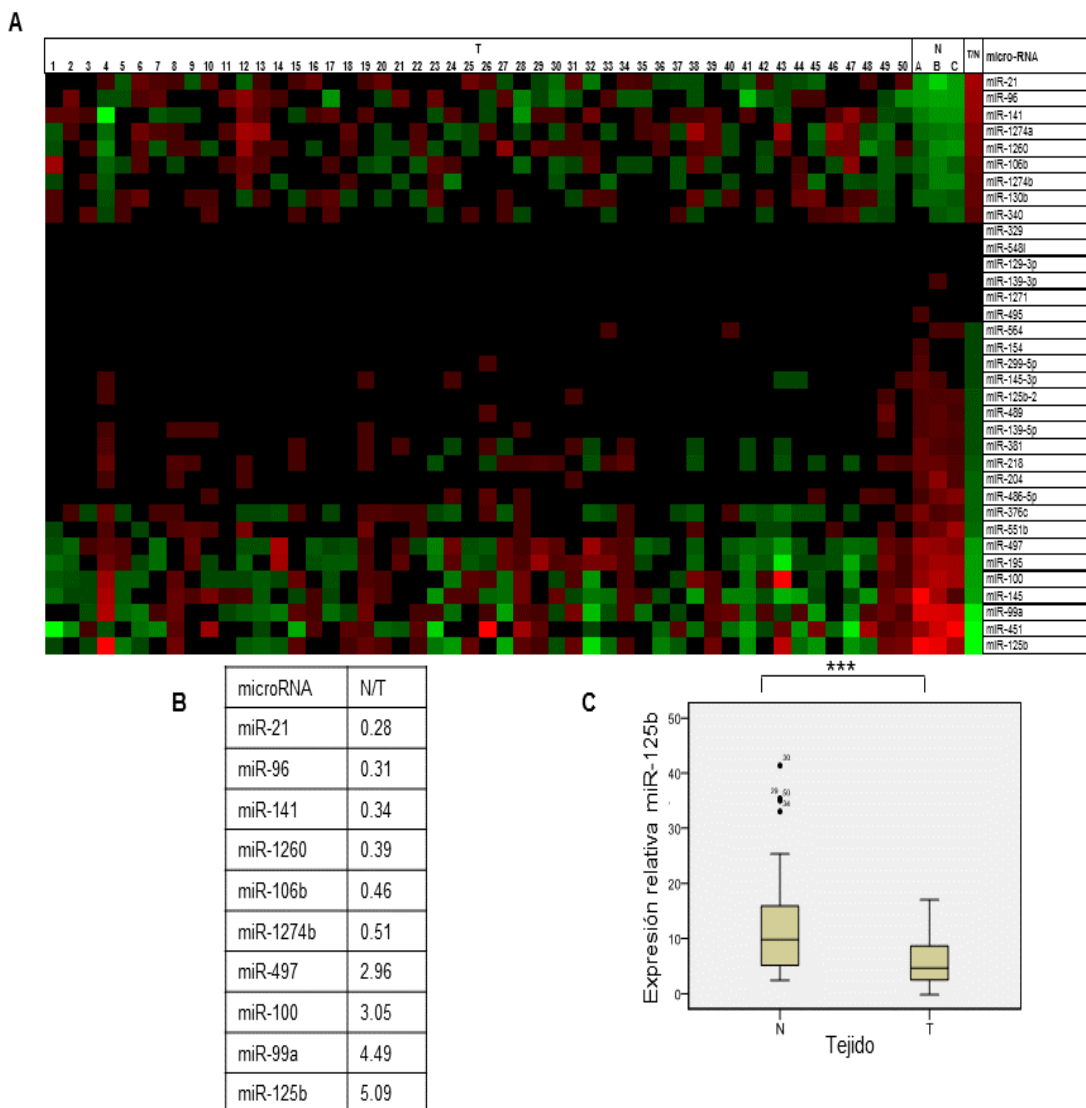 A
T N T/N micro-RNA
1 2 3 4 5 6 7 8 9 10 11 12 13 14 15 16 17 18 19 20 21 22 23 24 25 26 27 28 29 30 31 32 33 34 35 36 37 38 39 40 41 42 43 44 45 46 47 48 49 50 A B C
miR-21
miR-96
miR-141
miR-1274a
miR-1260
miR-106b
miR-1274b
miR-130b
miR-340
miR-329
miR-548l
miR-129-3p
miR-139-3p
miR-1271
miR-495
miR-564
miR-154
miR-299-5p
miR-145-3p
miR-125b-2
miR-489
miR-139-5p
miR-381
miR-218
miR-204
miR-486-5p
miR-376c
miR-551b
miR-497
miR-195
miR-100
miR-145
miR-99a
miR-451
miR-125b
B
microRNA N/T
miR-21 0.28
miR-96 0.31
miR-141 0.34
miR-1260 0.39
miR-106b 0.46
miR-1274b 0.51
miR-497 2.96
miR-100 3.05
miR-99a 4.49
miR-125b 5.09
C
***
Expresión relativa miR-125b
50
40
30
20
10
0
N T
Tejido